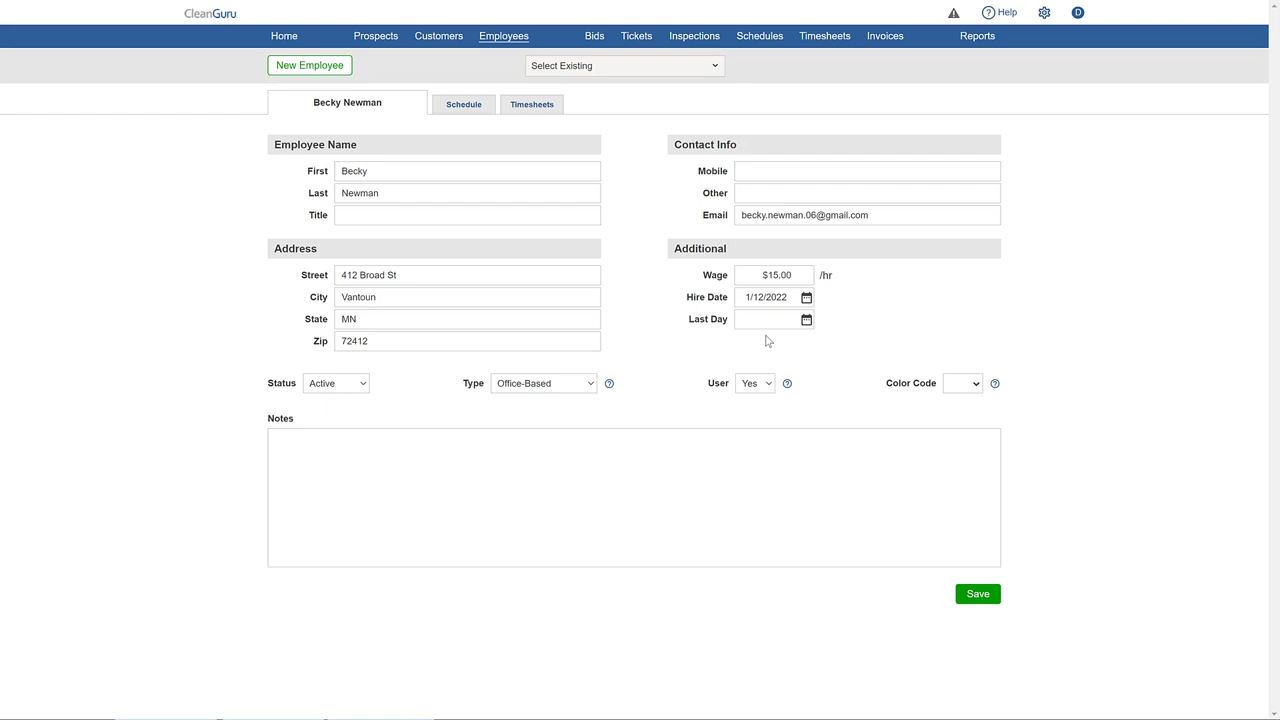 CleanGuru
Help
D
Home Prospects Customers Employees Bids Tickets Inspections Schedules Timesheets Invoices Reports
New Employee Select Existing
Becky Newman Schedule Timesheets
Employee Name
First Becky
Last Newman
Title
Contact Info
Mobile
Other
Email becky.newman.06@gmail.com
Address
Street 412 Broad St
City Vantoun
State MN
Zip 72412
Additional
Wage $15.00 /hr
Hire Date 1/12/2022
Last Day
Status Active Type Office-Based User Yes Color Code
Notes
Save